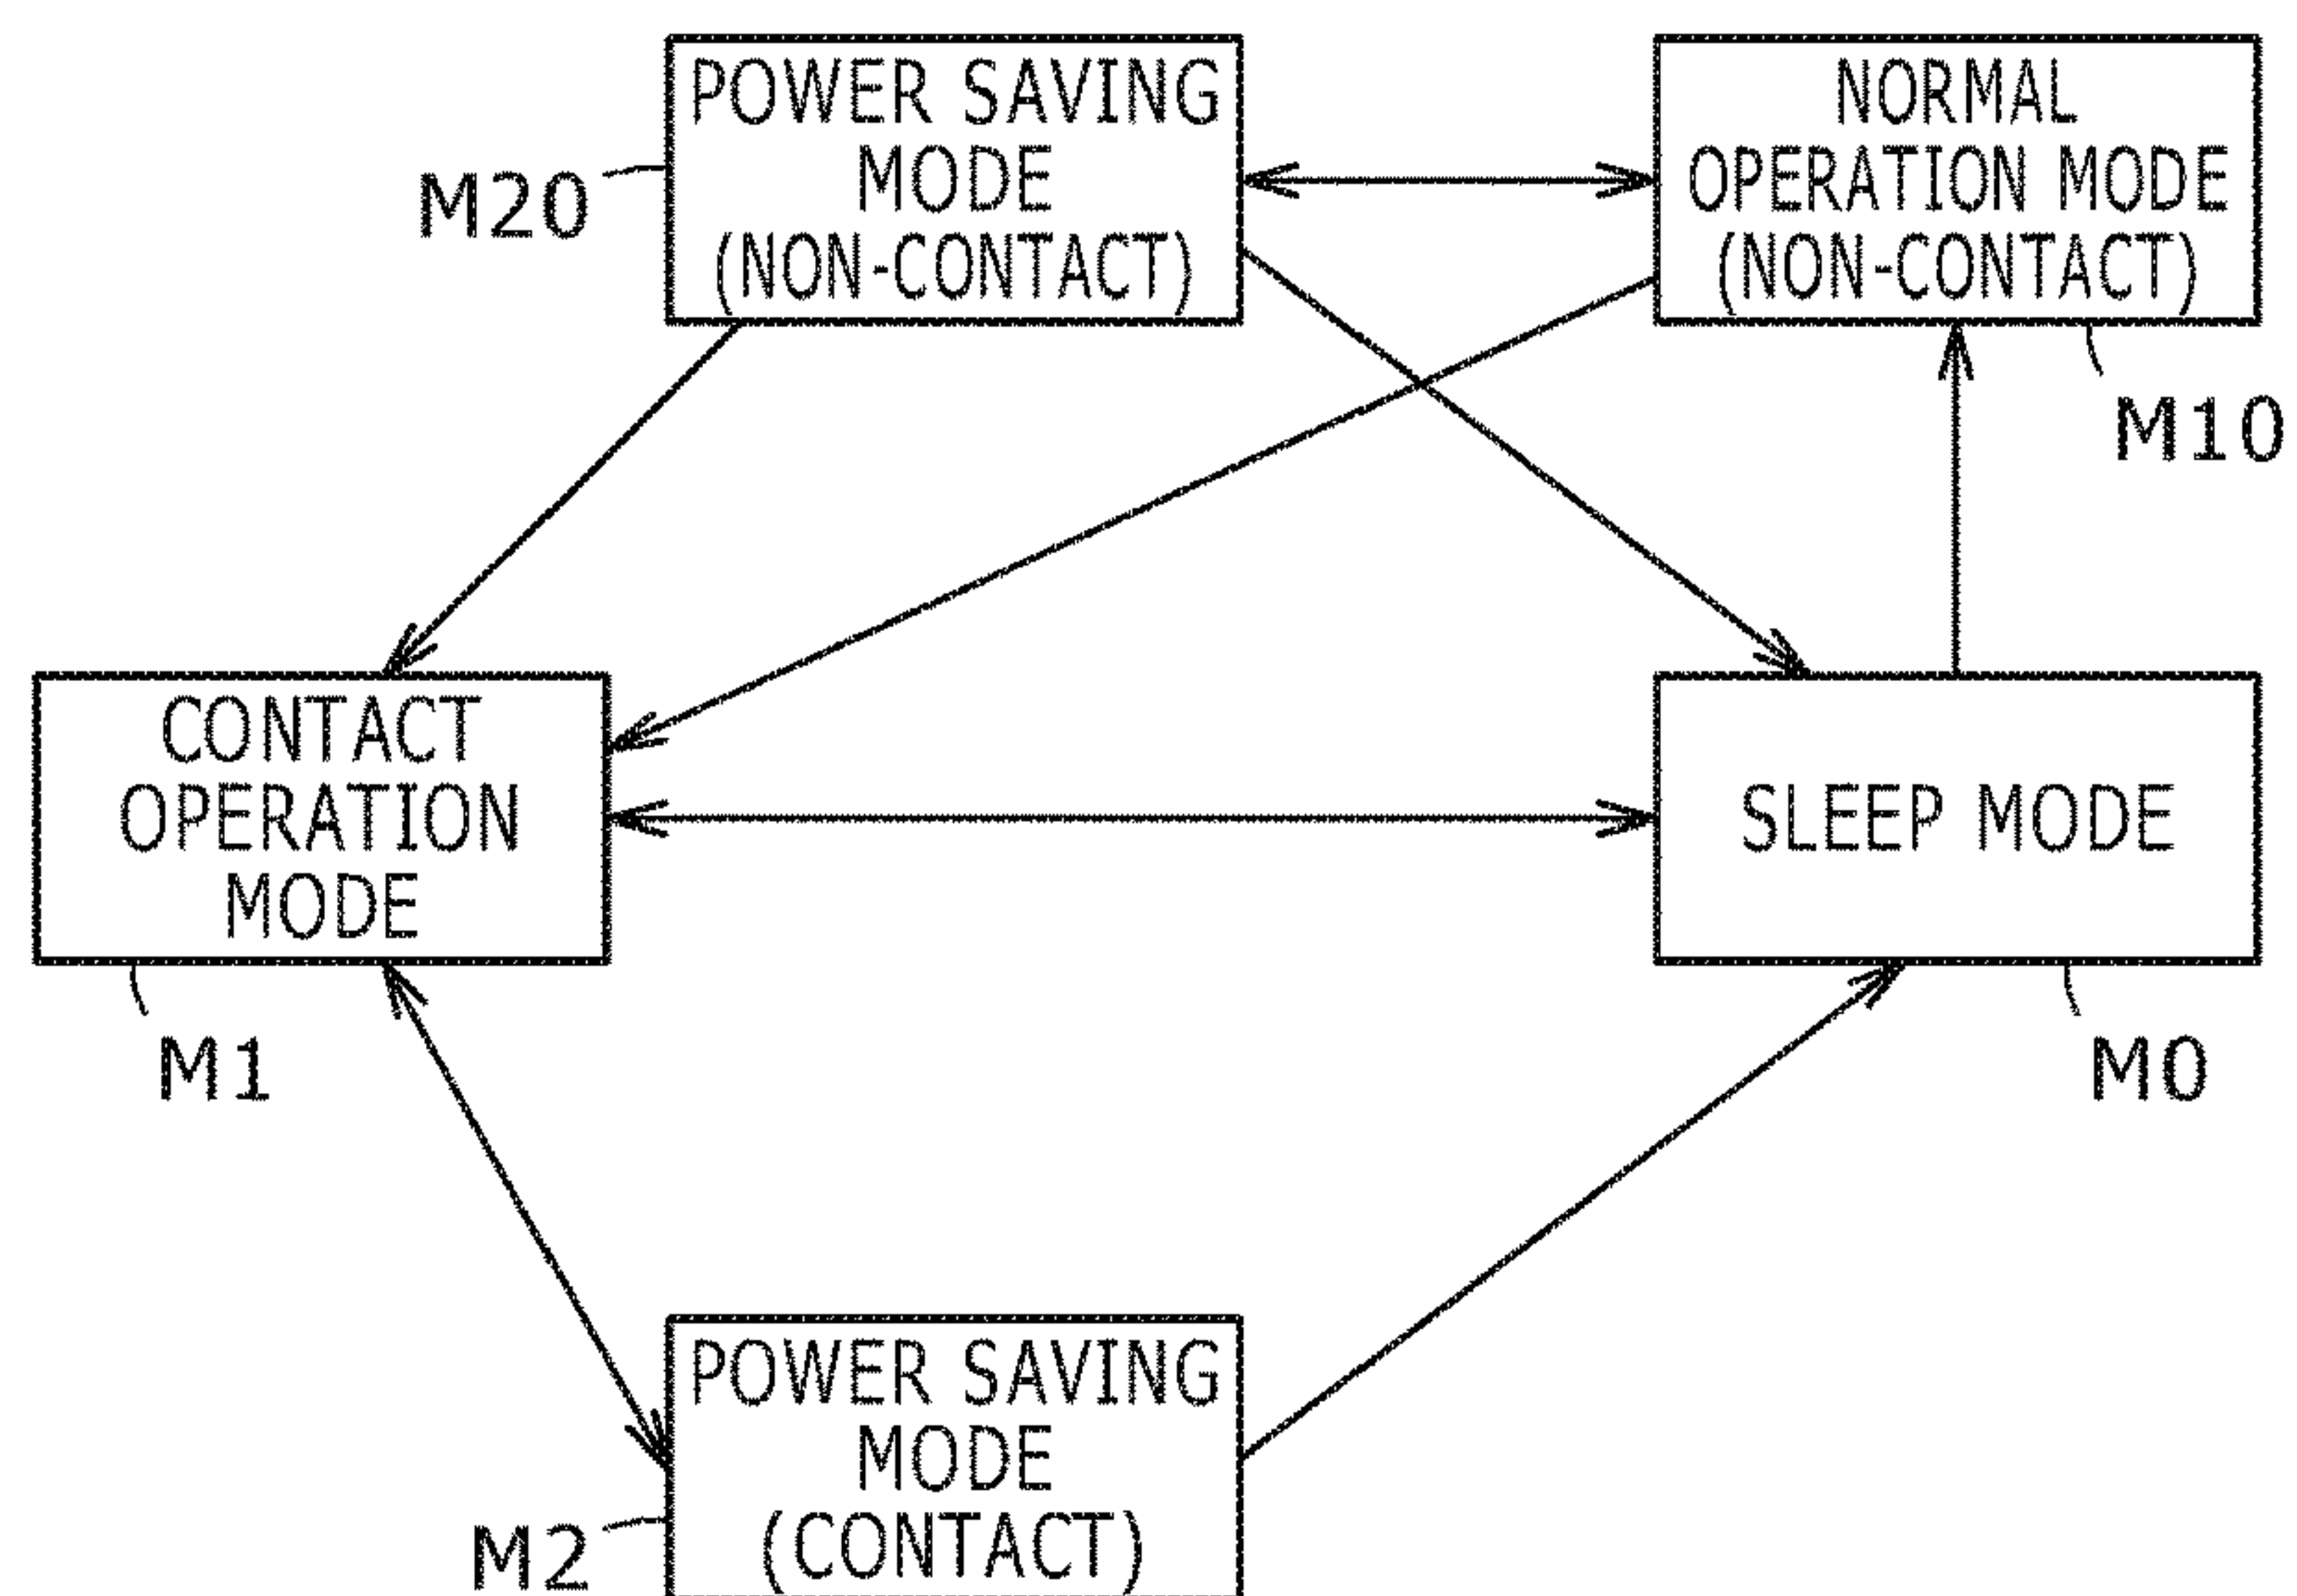 POWER SAVING
MODE
(NON-CONTACT)
M20
NORMAL
OPERATION MODE
(NON-CONTACT)
M10
CONTACT
OPERATION
MODE
M1
SLEEP MODE
M0
POWER SAVING
MODE
(CONTACT)
M2